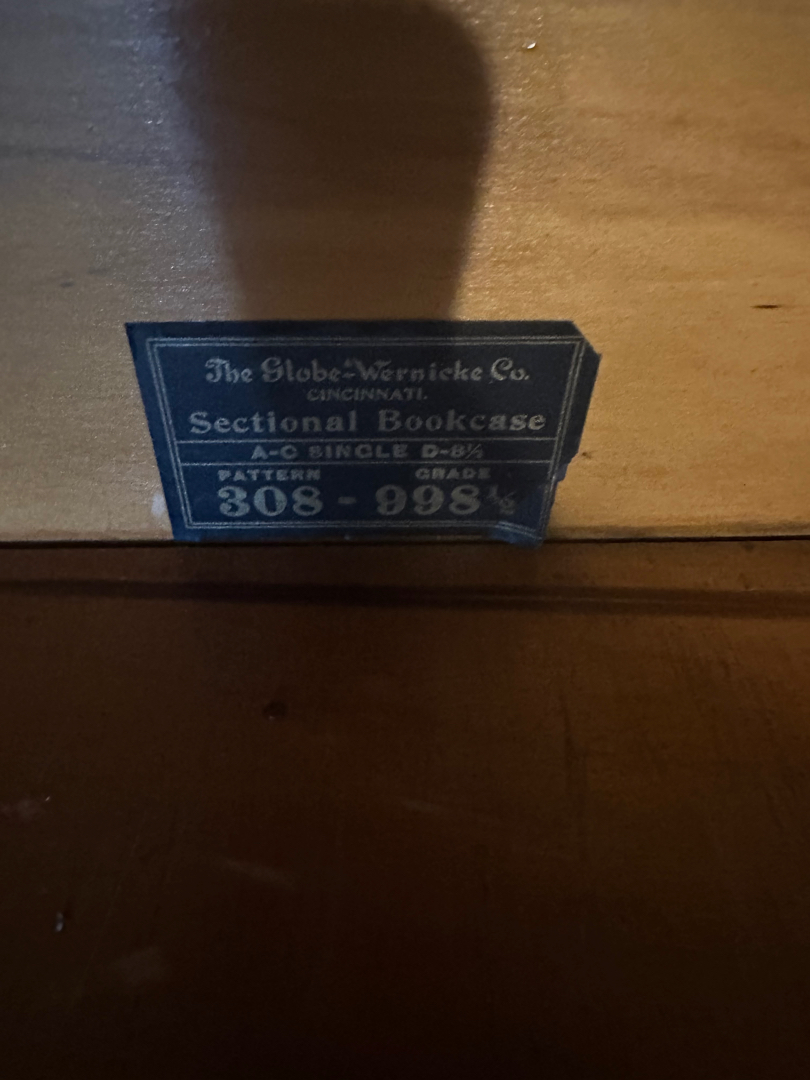 The Globe-Wernicke Co.
CINCINNATI.
Sectional Bookcase
A-C SINGLE D-8½
PATTERN GRADE
308 - 998½